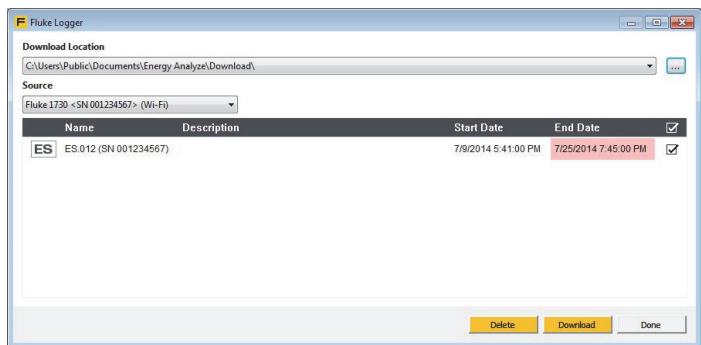 F Fluke Logger
Download Location
C:\Users\Public\Documents\Energy Analyze\Download\
...
Source
Fluke 1730 <SN 001234567> (Wi-Fi)
Name Description Start Date End Date
ES ES.012 (SN 001234567) 7/9/2014 5:41:00 PM 7/25/2014 7:45:00 PM
Delete Download Done